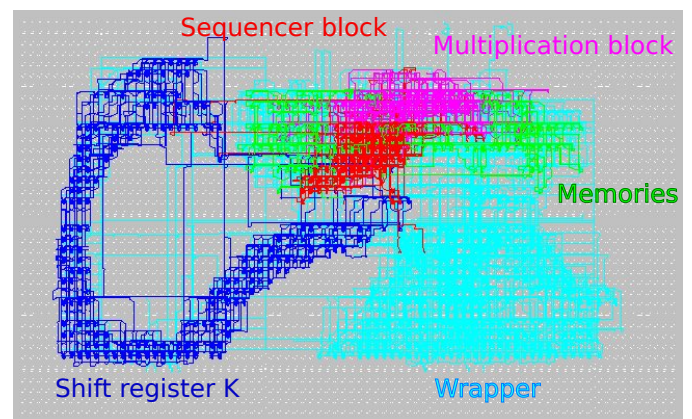 Sequencer block
Multiplication block
Memories
Shift register K
Wrapper